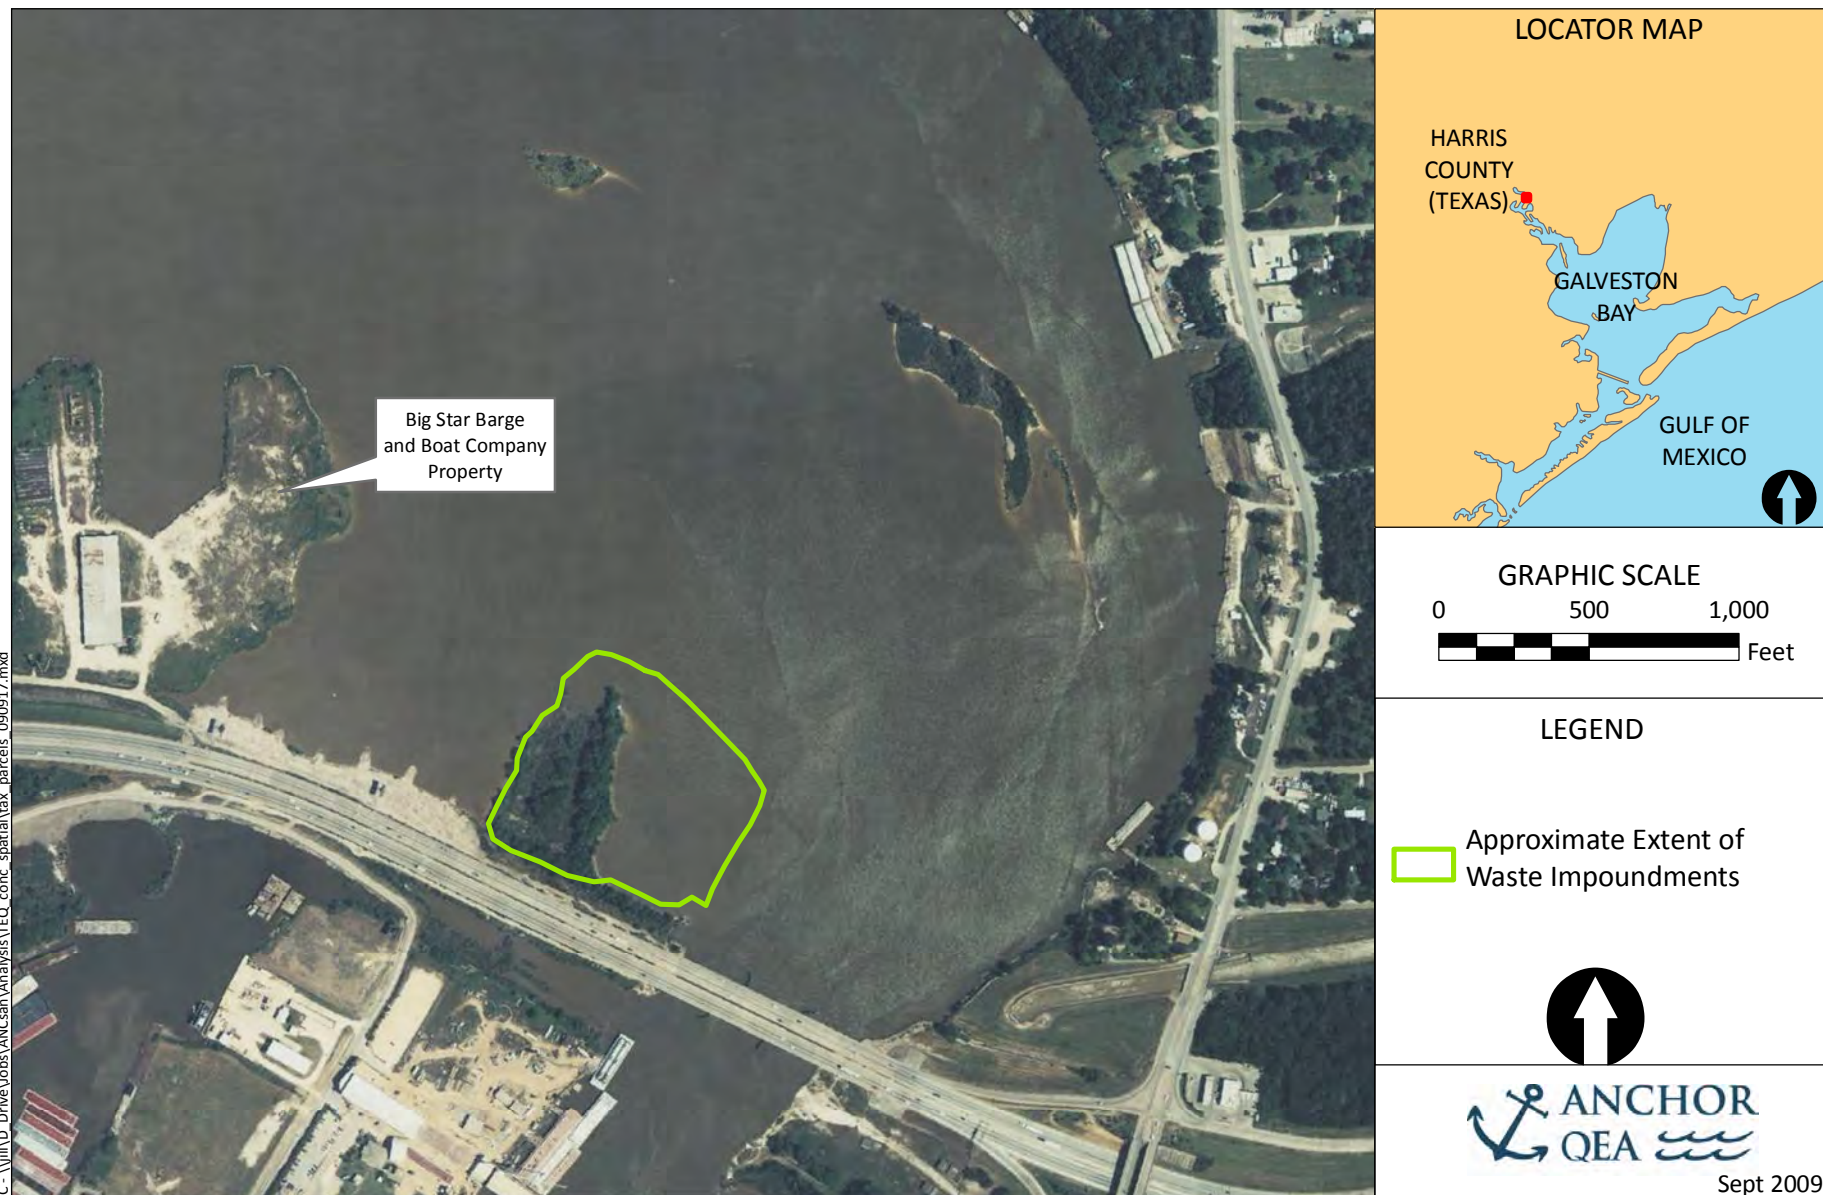 Big Star Barge
and Boat Company
Property
LOCATOR MAP
HARRIS
COUNTY
(TEXAS)
GALVESTON
BAY
GULF OF
MEXICO
GRAPHIC SCALE
0 500 1,000
Feet
LEGEND
Approximate Extent of
Waste Impoundments
ANCHOR
QEA
Sept 2009